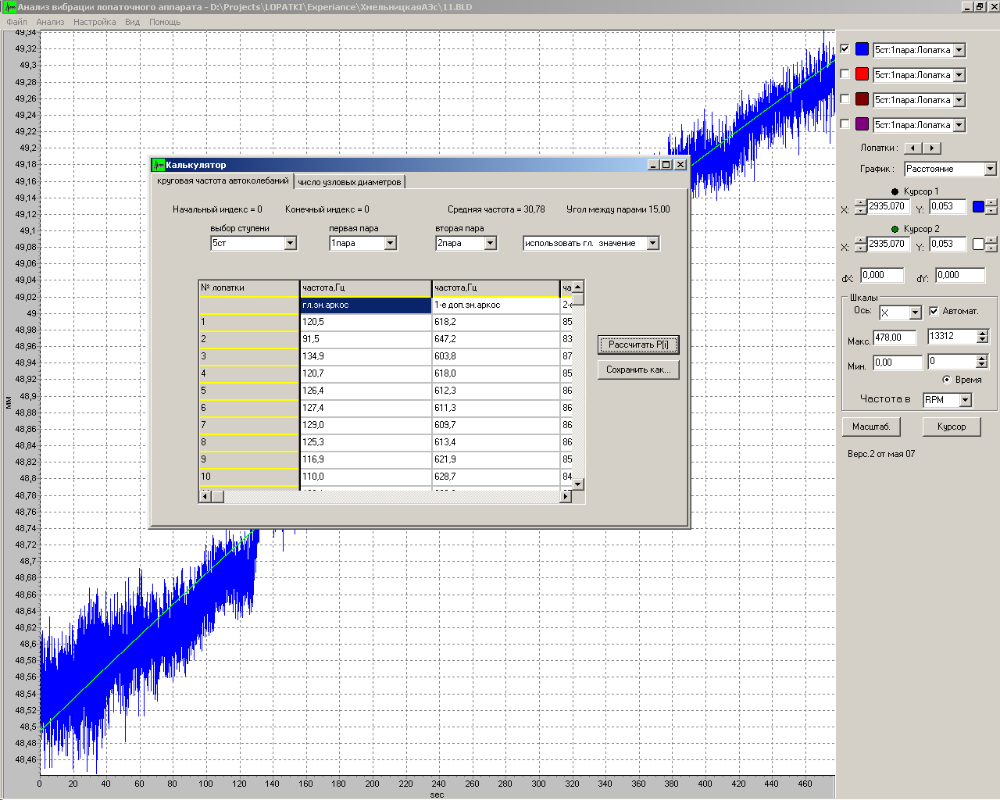 Анализ вибрации лопаточного аппарата - D:\Projects\LOPATKI\Experiance\ХмельницкаяАЭс\11.BLD
Файл Анализ Настройка Вид Помощь
49,34
49,32
49,3
49,28
49,26
49,24
49,22
49,2
49,18
49,16
49,14
49,12
49,1
49,08
49,06
49,04
49,02
49
48,98
48,96
48,94
48,92
48,9
48,88
48,86
48,84
48,82
48,8
48,78
48,76
48,74
48,72
48,7
48,68
48,66
48,64
48,62
48,6
48,58
48,56
48,54
48,52
48,5
48,48
48,46
мм
0 20 40 60 80 100 120 140 160 180 200 220 240 260 280 300 320 340 360 380 400 420 440 460
sec
Калькулятор
круговая частота автоколебаний число узловых диаметров
Начальный индекс = 0 Конечный индекс = 0 Средняя частота = 30,78 Угол между парами 15,00
выбор ступени первая пара вторая пара
5ст 1пара 2пара использовать гл. значение
№ лопатки частота,Гц частота,Гц ча
гл.зн.аркос 1-е доп.зн.аркос 2-
1 120,5 618,2 85
2 91,5 647,2 83
3 134,9 603,8 87
4 120,7 618,0 85
5 126,4 612,3 86
6 127,4 611,3 86
7 129,0 609,7 86
8 125,3 613,4 86
9 116,9 621,9 85
10 110,0 628,7 84
Рассчитать P[i]
Сохранить как...
5ст:1пара:Лопатка
5ст:1пара:Лопатка
5ст:1пара:Лопатка
5ст:1пара:Лопатка
Лопатки :
График : Расстояние
Курсор 1
X: 2935,070 Y: 0,053
Курсор 2
X: 2935,070 Y: 0,053
dX: 0,000 dY: 0,000
Шкалы
Ось: X Автомат.
Макс. 478,00 13312
Мин. 0,00 0
Время
Частота в RPM
Масштаб. Курсор
Верс.2 от мая 07